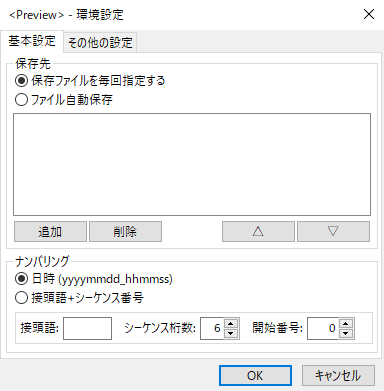 <Preview> - 環境設定
基本設定 その他の設定
保存先
保存ファイルを毎回指定する
ファイル自動保存
追加 削除 △ ▽
ナンバリング
日時 (yyyymmdd_hhmmss)
接頭語+シーケンス番号
接頭語: シーケンス桁数: 6 開始番号: 0
OK キャンセル